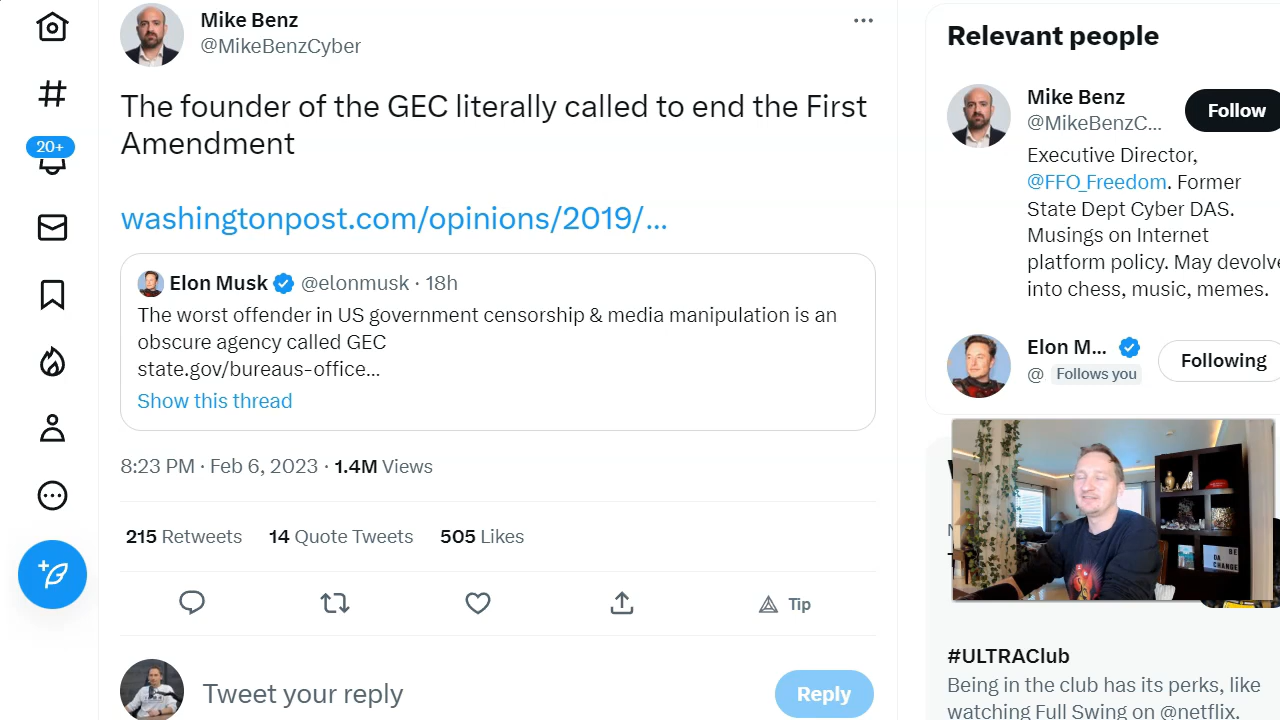 Mike Benz
@MikeBenzCyber
The founder of the GEC literally called to end the First
Amendment
washingtonpost.com/opinions/2019/...
Elon Musk @elonmusk · 18h
The worst offender in US government censorship & media manipulation is an
obscure agency called GEC
state.gov/bureaus-office...
Show this thread
8:23 PM · Feb 6, 2023 · 1.4M Views
215 Retweets 14 Quote Tweets 505 Likes
Tip
Tweet your reply
Reply
20+
Relevant people
Mike Benz
@MikeBenzC...
Follow
Executive Director,
@FFO_Freedom. Former
State Dept Cyber DAS.
Musings on Internet
platform policy. May devolve
into chess, music, memes.
Elon M...
@ Follows you
Following
BE
DA
CHANGE
#ULTRAClub
Being in the club has its perks, like
watching Full Swing on @netflix.